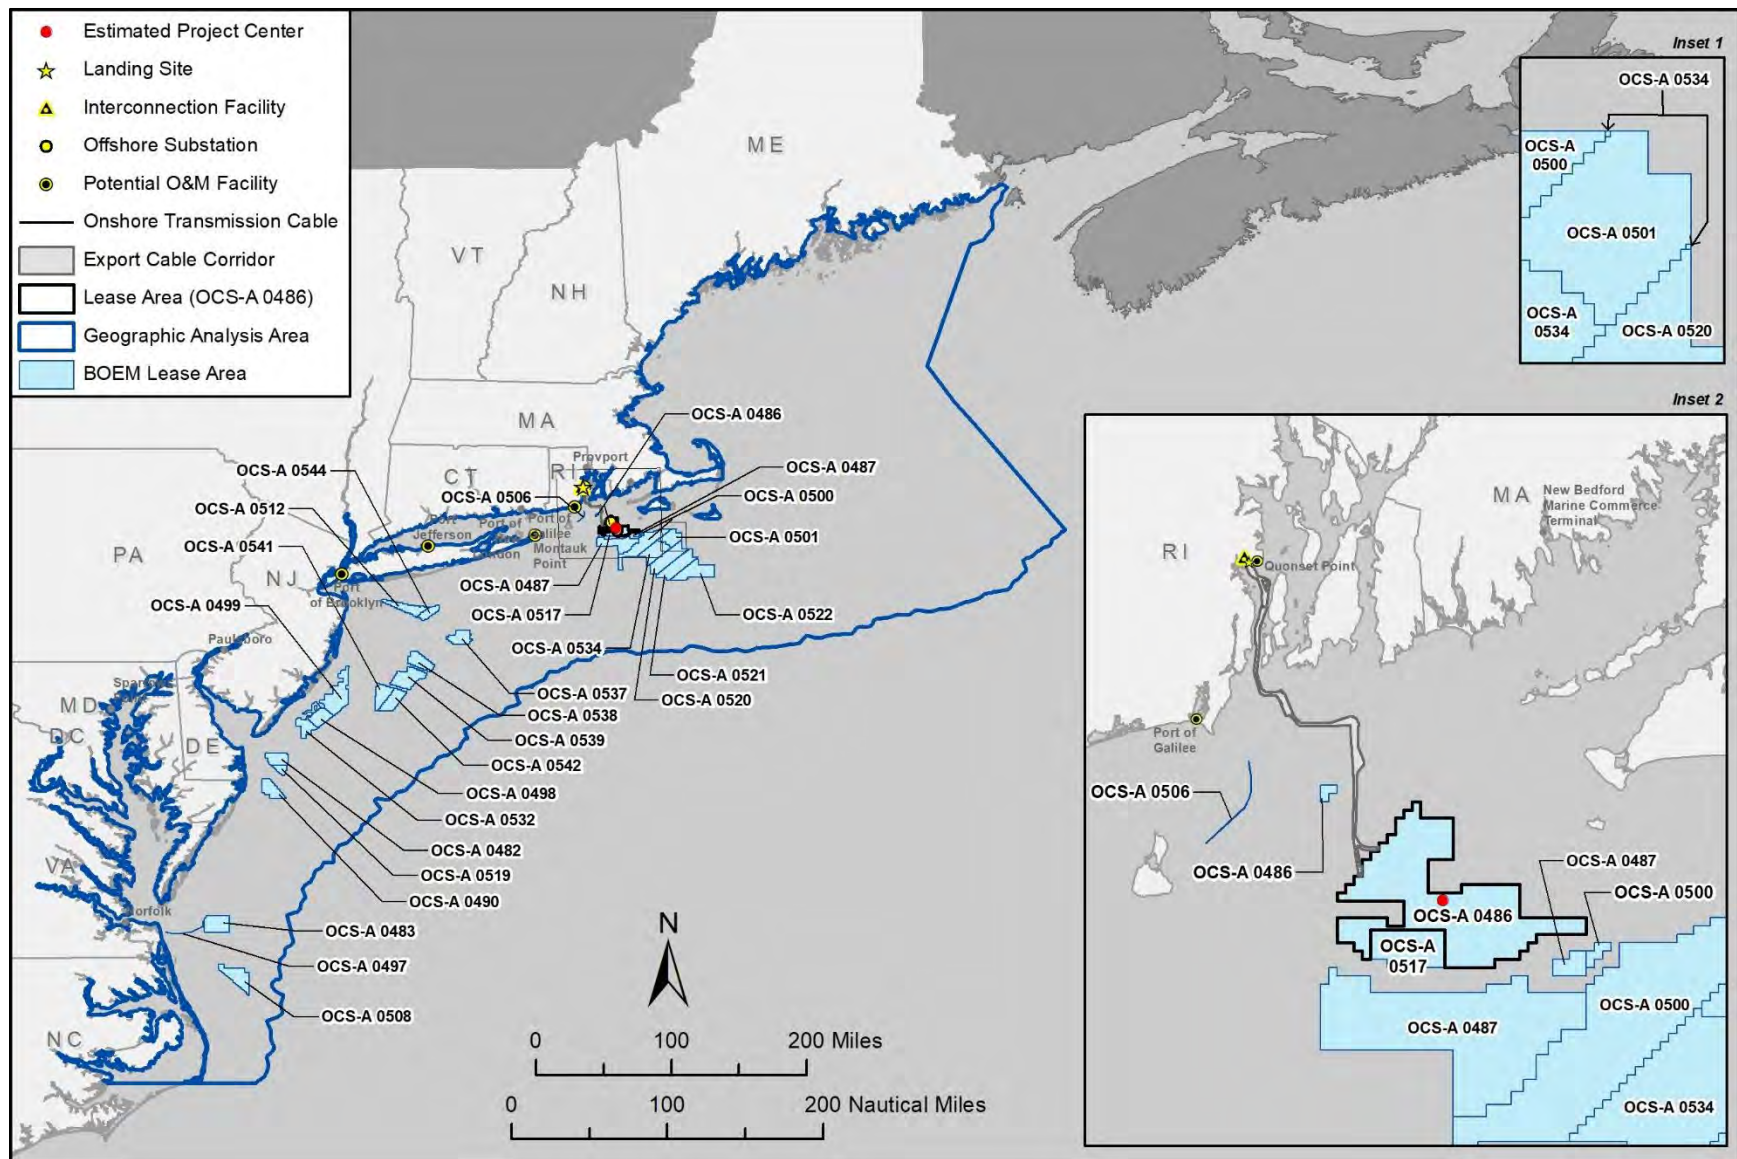 Estimated Project Center
Landing Site
Interconnection Facility
Offshore Substation
Potential O&M Facility
Onshore Transmission Cable
Export Cable Corridor
Lease Area (OCS-A 0486)
Geographic Analysis Area
BOEM Lease Area
ME
VT
NH
MA
CT
RI
PA
NJ
MD
DC
DE
VA
NC
Provport
Port of
Galilee
Montauk
Point
Jefferson
Port of
Port
of Brooklyn
Paulsboro
Norfolk
OCS-A 0486
OCS-A 0487
OCS-A 0500
OCS-A 0501
OCS-A 0522
OCS-A 0506
OCS-A 0544
OCS-A 0512
OCS-A 0541
OCS-A 0499
OCS-A 0487
OCS-A 0517
OCS-A 0534
OCS-A 0521
OCS-A 0520
OCS-A 0537
OCS-A 0538
OCS-A 0539
OCS-A 0542
OCS-A 0498
OCS-A 0532
OCS-A 0482
OCS-A 0519
OCS-A 0490
OCS-A 0483
OCS-A 0497
OCS-A 0508
N
0 100 200 Miles
0 100 200 Nautical Miles
Inset 1
OCS-A 0534
OCS-A
0500
OCS-A 0501
OCS-A
0534
OCS-A 0520
Inset 2
MA
New Bedford
Marine Commerce
Terminal
RI
Quonset Point
Port of
Galilee
OCS-A 0506
OCS-A 0486
OCS-A 0487
OCS-A 0500
OCS-A 0486
OCS-A
0517
OCS-A 0500
OCS-A 0487
OCS-A 0534